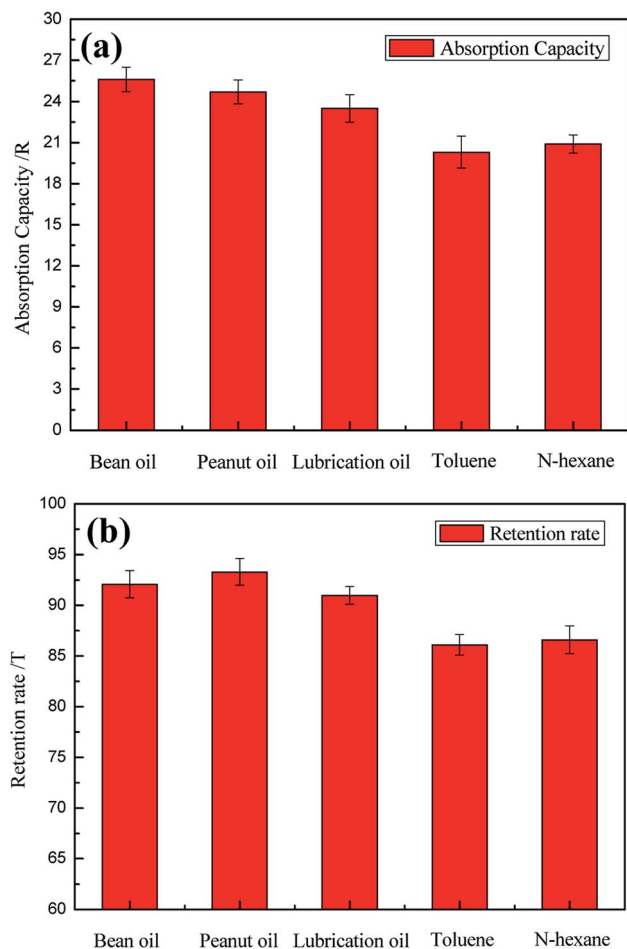 (a)
Absorption Capacity
Absorption Capacity /R
30
27
24
21
18
15
12
9
6
3
0
Bean oil
Peanut oil
Lubrication oil
Toluene
N-hexane
(b)
Retention rate
Retention rate /T
100
95
90
85
80
75
70
65
60
Bean oil
Peanut oil
Lubrication oil
Toluene
N-hexane